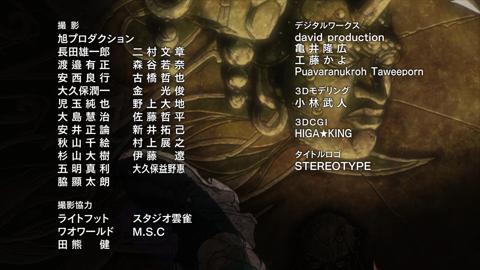 撮 影
旭プロダクション
長田雄一郎 二村文章
渡邉有正 森谷若奈
安西良行 古橋哲也
大久保潤一 金 光俊
児玉純也 野上大地
大島慧治 佐藤哲平
安井正論 新井拓己
秋山千絵 村上展之
杉山大樹 伊藤 遼
五明真利 大久保益野惠
脇顯太朗
撮影協力
ライトフット スタジオ雲雀
ワオワールド M.S.C
田熊 健
デジタルワークス
david production
亀井隆広
工藤かよ
Puavaranukroh Taweeporn
3Dモデリング
小林武人
3DCGI
HIGA★KING
タイトルロゴ
STEREOTYPE